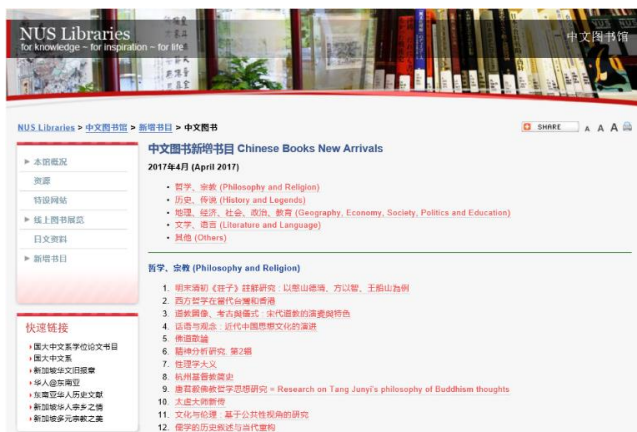 NUS Libraries
for knowledge ~ for inspiration ~ for life
中文图书馆
NUS Libraries > 中文图书馆 > 新增书目 > 中文图书
SHARE
A A A
中文图书新增书目 Chinese Books New Arrivals
2017年4月 (April 2017)
本馆概况
资源
特设网站
线上图书展览
日文资料
新增书目
• 哲学、宗教 (Philosophy and Religion)
• 历史、传说 (History and Legends)
• 地理、经济、社会、政治、教育 (Geography, Economy, Society, Politics and Education)
• 文学、语言 (Literature and Language)
• 其他 (Others)
哲学、宗教 (Philosophy and Religion)
1. 明末清初《莊子》註解研究 : 以憨山德清、方以智、王船山為例
2. 西方哲学在當代台灣和香港
3. 道教圖像、考古與儀式 : 宋代道教的演變與特色
4. 话语与观念 : 近代中国思想文化的演进
5. 佛道散論
6. 精神分析研究. 第2辑
7. 性理学大义
8. 杭州基督教简史
9. 唐君毅佛教哲学思想研究 = Research on Tang Junyi's philosophy of Buddhism thoughts
10. 太虚大师新传
11. 文化与伦理 : 基于公共性视角的研究
12. 儒学的历史叙述与当代重构
快速链接
国大中文系学位论文书目
国大中文系
新加坡华文旧报章
华人@东南亚
东南亚华人历史文献
新加坡华人宗乡之情
新加坡多元宗教之美